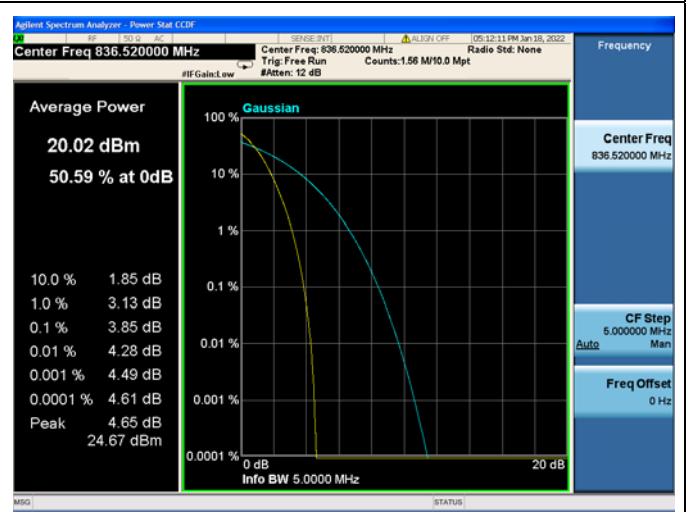 Agilent Spectrum Analyzer - Power Stat CCDF
RF 50 Ω AC SENSE:INT ALIGN OFF 05:12:11 PM Jan 18, 2022
Center Freq 836.520000 MHz
Center Freq: 836.520000 MHz Radio Std: None
Trig: Free Run Counts:1.56 M/10.0 Mpt
#IFGain:Low #Atten: 12 dB
Frequency
Average Power
20.02 dBm
50.59 % at 0dB
10.0 % 1.85 dB
1.0 % 3.13 dB
0.1 % 3.85 dB
0.01 % 4.28 dB
0.001 % 4.49 dB
0.0001 % 4.61 dB
Peak 4.65 dB
24.67 dBm
Gaussian
100 %
10 %
1 %
0.1 %
0.01 %
0.001 %
0.0001 %
0 dB 20 dB
Info BW 5.0000 MHz
Center Freq
836.520000 MHz
CF Step
5.000000 MHz
Auto Man
Freq Offset
0 Hz
MSG STATUS